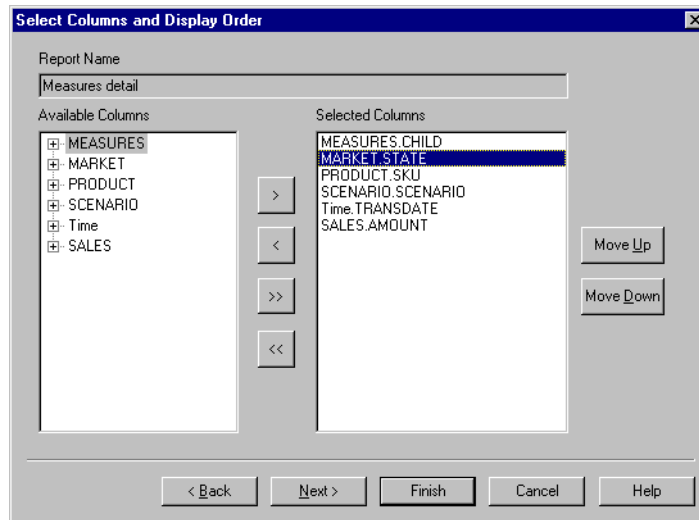 Select Columns and Display Order
Report Name
Measures detail
Available Columns
MEASURES
MARKET
PRODUCT
SCENARIO
Time
SALES
>
<
>>
<<
Selected Columns
MEASURES.CHILD
MARKET.STATE
PRODUCT.SKU
SCENARIO.SCENARIO
Time.TRANSDATE
SALES.AMOUNT
Move Up
Move Down
< Back
Next >
Finish
Cancel
Help